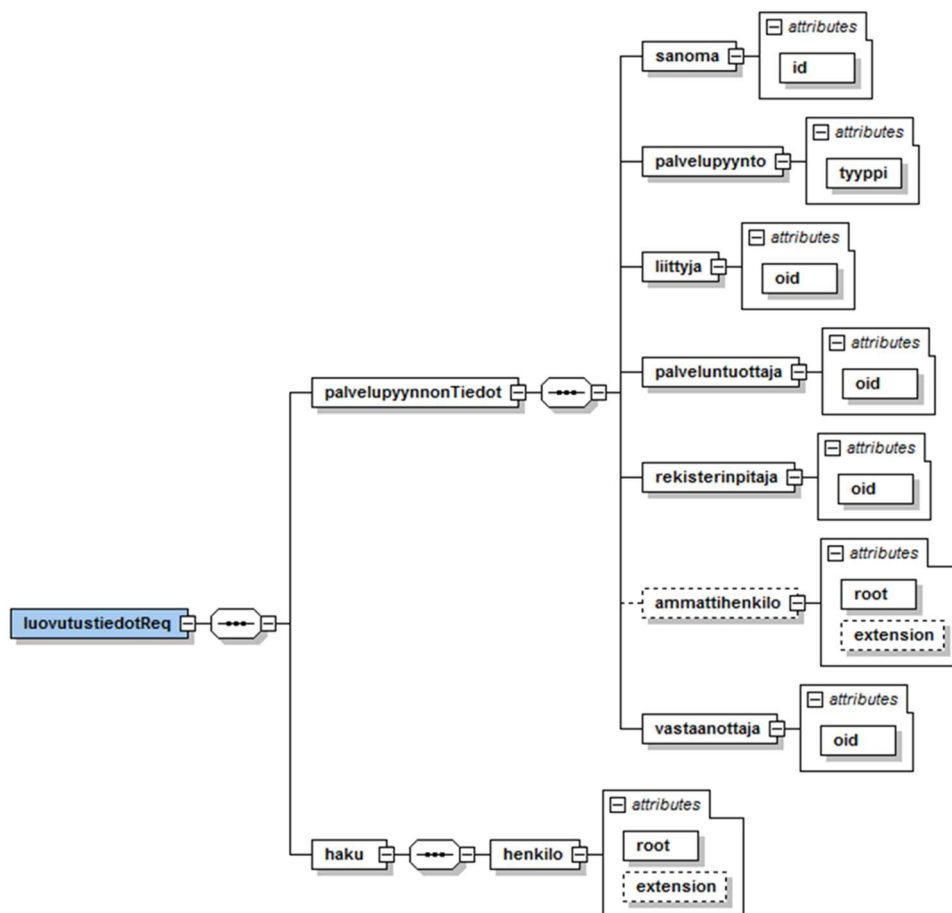 attributes
sanoma
id
attributes
palvelupyynto
tyyppi
attributes
liittyja
oid
attributes
palveluntuottaja
oid
palvelupyynnonTiedot
attributes
rekisterinpitaja
oid
attributes
ammattihenkilo
root
extension
luovutustiedotReq
attributes
vastaanottaja
oid
attributes
haku
henkilo
root
extension